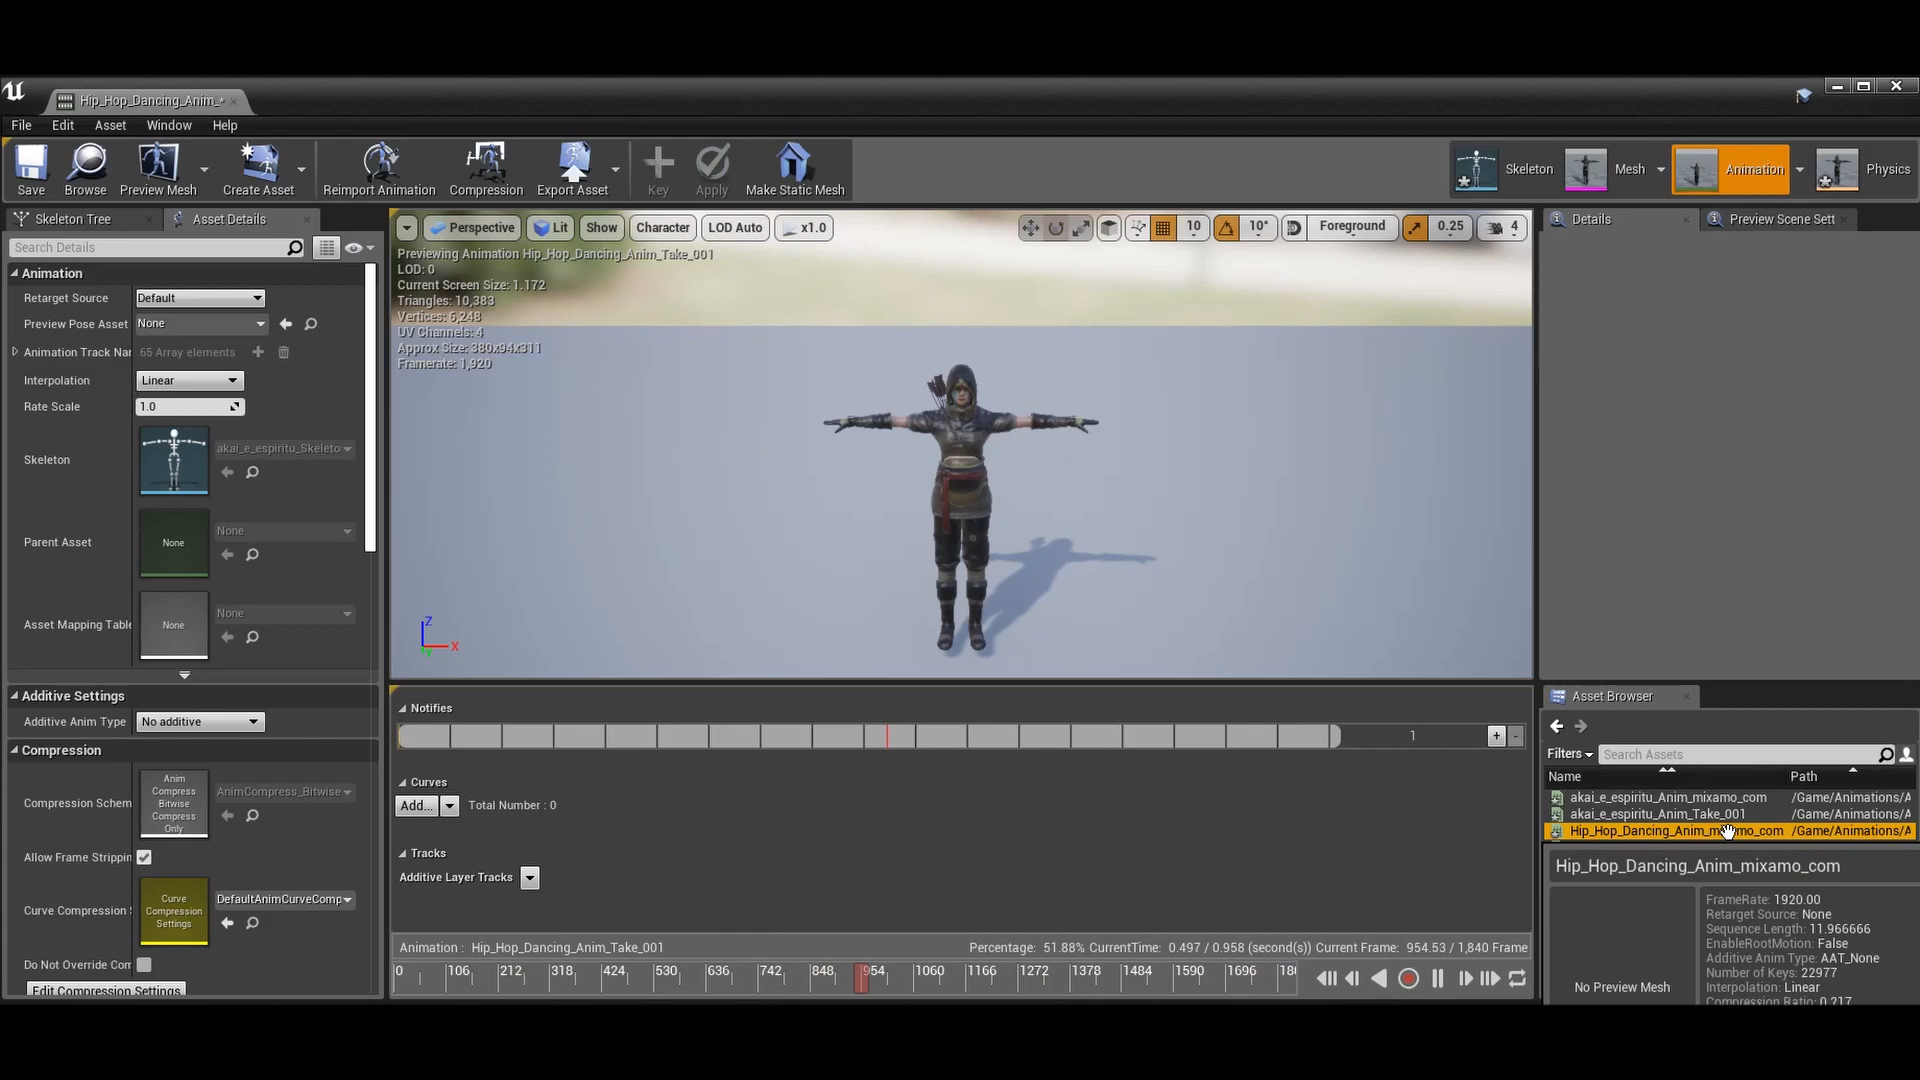 Hip_Hop_Dancing_Anim_•
File Edit Asset Window Help
Save Browse Preview Mesh Create Asset Reimport Animation Compression Export Asset Key Apply Make Static Mesh
Skeleton Mesh Animation Physics
Skeleton Tree Asset Details
Search Details
Animation
Retarget Source Default
Preview Pose Asset None
Animation Track Nar 65 Array elements
Interpolation Linear
Rate Scale 1.0
Skeleton akai_e_espiritu_Skeleto
Parent Asset None None
Asset Mapping Table None None
Additive Settings
Additive Anim Type No additive
Compression
Compression Schem Anim Compress Bitwise Compress Only AnimCompress_Bitwise
Allow Frame Strippin
Curve Compression Curve Compression Settings DefaultAnimCurveComp
Do Not Override Com
Edit Compression Settings
Perspective Lit Show Character LOD Auto x1.0
10 10° Foreground 0.25 4
Previewing Animation Hip_Hop_Dancing_Anim_Take_001
LOD: 0
Current Screen Size: 1.172
Triangles: 10,383
Vertices: 6,248
UV Channels: 4
Approx Size: 380x94x311
Framerate: 1,920
Z
X
Y
Notifies
1
Curves
Add... Total Number : 0
Tracks
Additive Layer Tracks
Animation : Hip_Hop_Dancing_Anim_Take_001 Percentage: 51.88% CurrentTime: 0.497 / 0.958 (second(s)) Current Frame: 954.53 / 1,840 Frame
0 106 212 318 424 530 636 742 848 954 1060 1166 1272 1378 1484 1590 1696 180
Details Preview Scene Sett
Asset Browser
Filters Search Assets
Name Path
akai_e_espiritu_Anim_mixamo_com /Game/Animations/A
akai_e_espiritu_Anim_Take_001 /Game/Animations/A
Hip_Hop_Dancing_Anim_mixamo_com /Game/Animations/A
Hip_Hop_Dancing_Anim_mixamo_com
No Preview Mesh
FrameRate: 1920.00
Retarget Source: None
Sequence Length: 11.966666
EnableRootMotion: False
Additive Anim Type: AAT_None
Number of Keys: 22977
Interpolation: Linear
Compression Ratio: 0.217